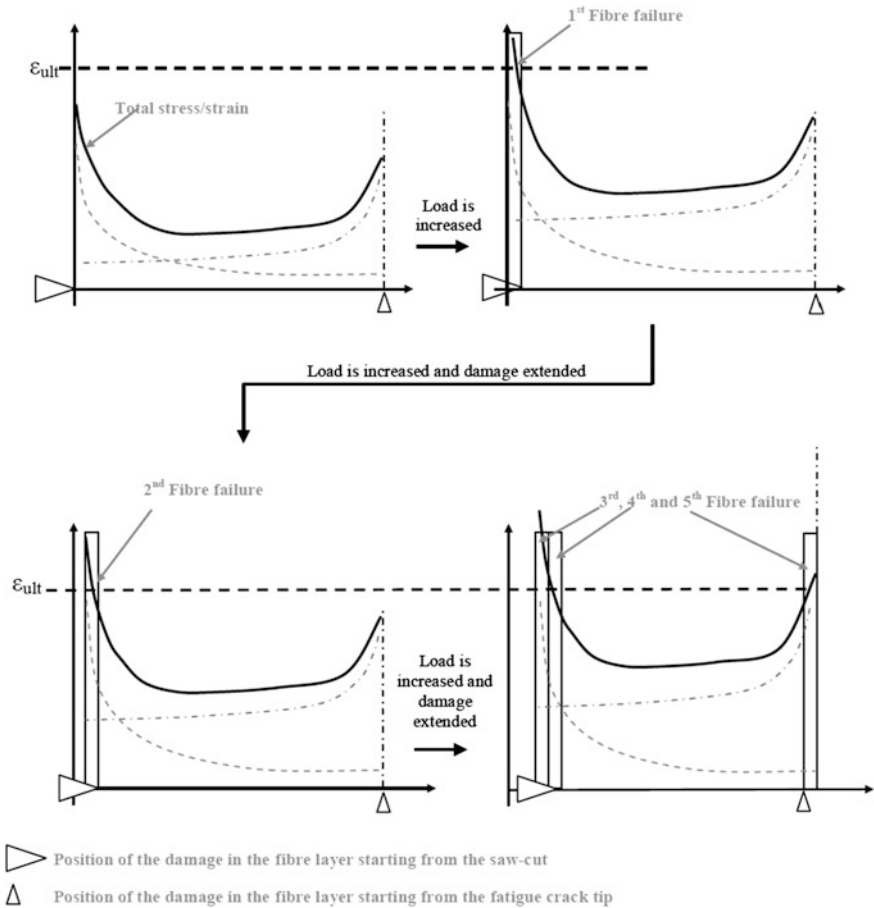 1st Fibre failure
εult
Total stress/strain
Load is
increased
Load is increased and damage extended
2nd Fibre failure
3rd, 4th and 5th Fibre failure
εult
Load is
increased and
damage
extended
Position of the damage in the fibre layer starting from the saw-cut
Position of the damage in the fibre layer starting from the fatigue crack tip